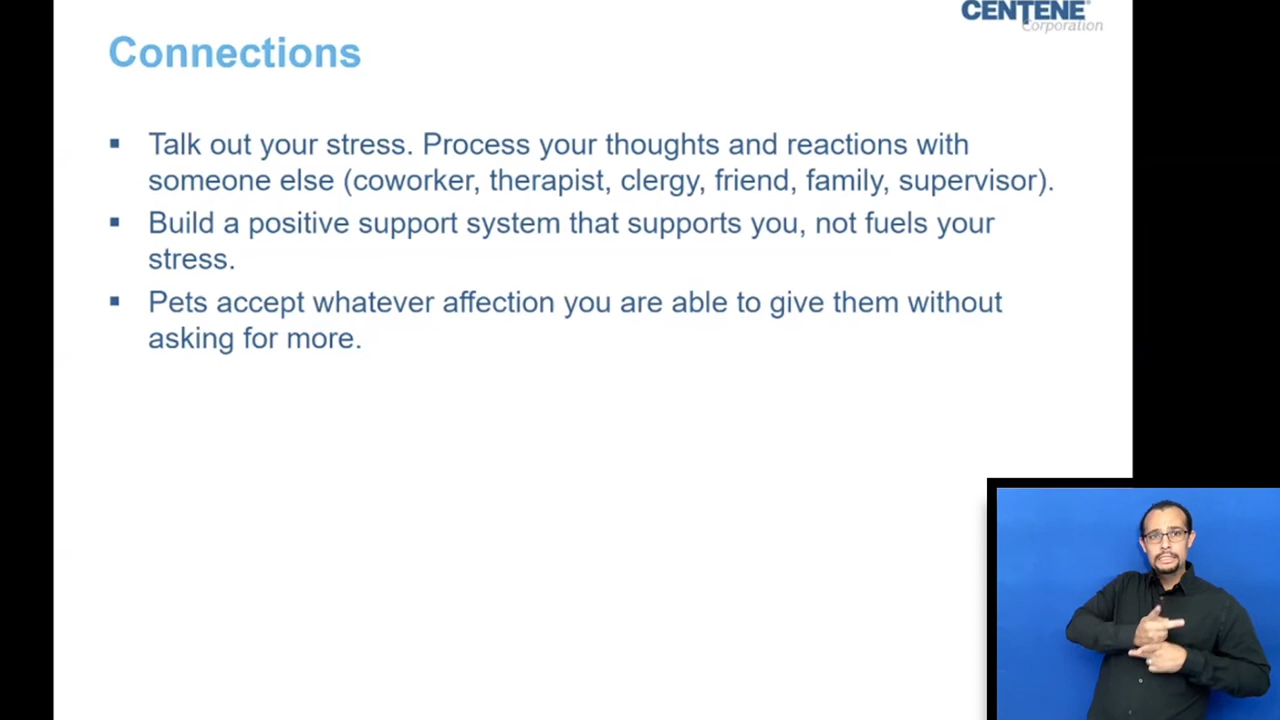 CENTENE
Corporation
Connections
▪ Talk out your stress. Process your thoughts and reactions with
someone else (coworker, therapist, clergy, friend, family, supervisor).
▪ Build a positive support system that supports you, not fuels your
stress.
▪ Pets accept whatever affection you are able to give them without
asking for more.